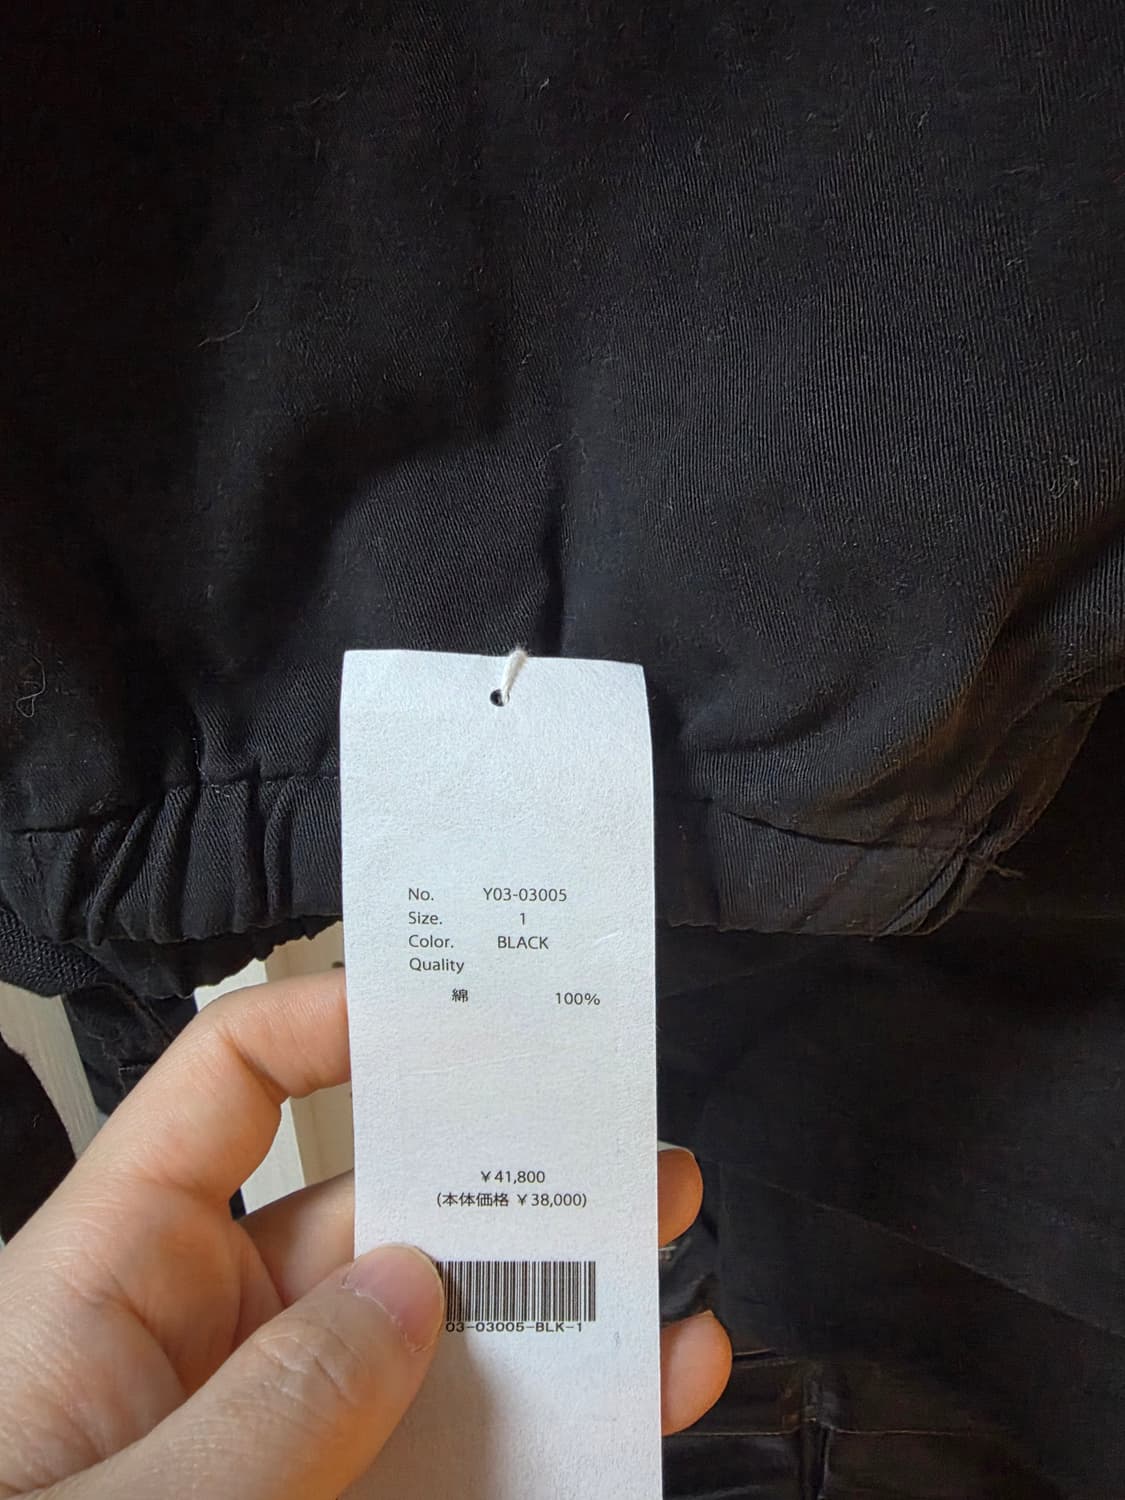 No. Y03-03005
Size. 1
Color. BLACK
Quality
綿 100%
¥41,800
(本体価格 ¥38,000)
03-03005-BLK-1